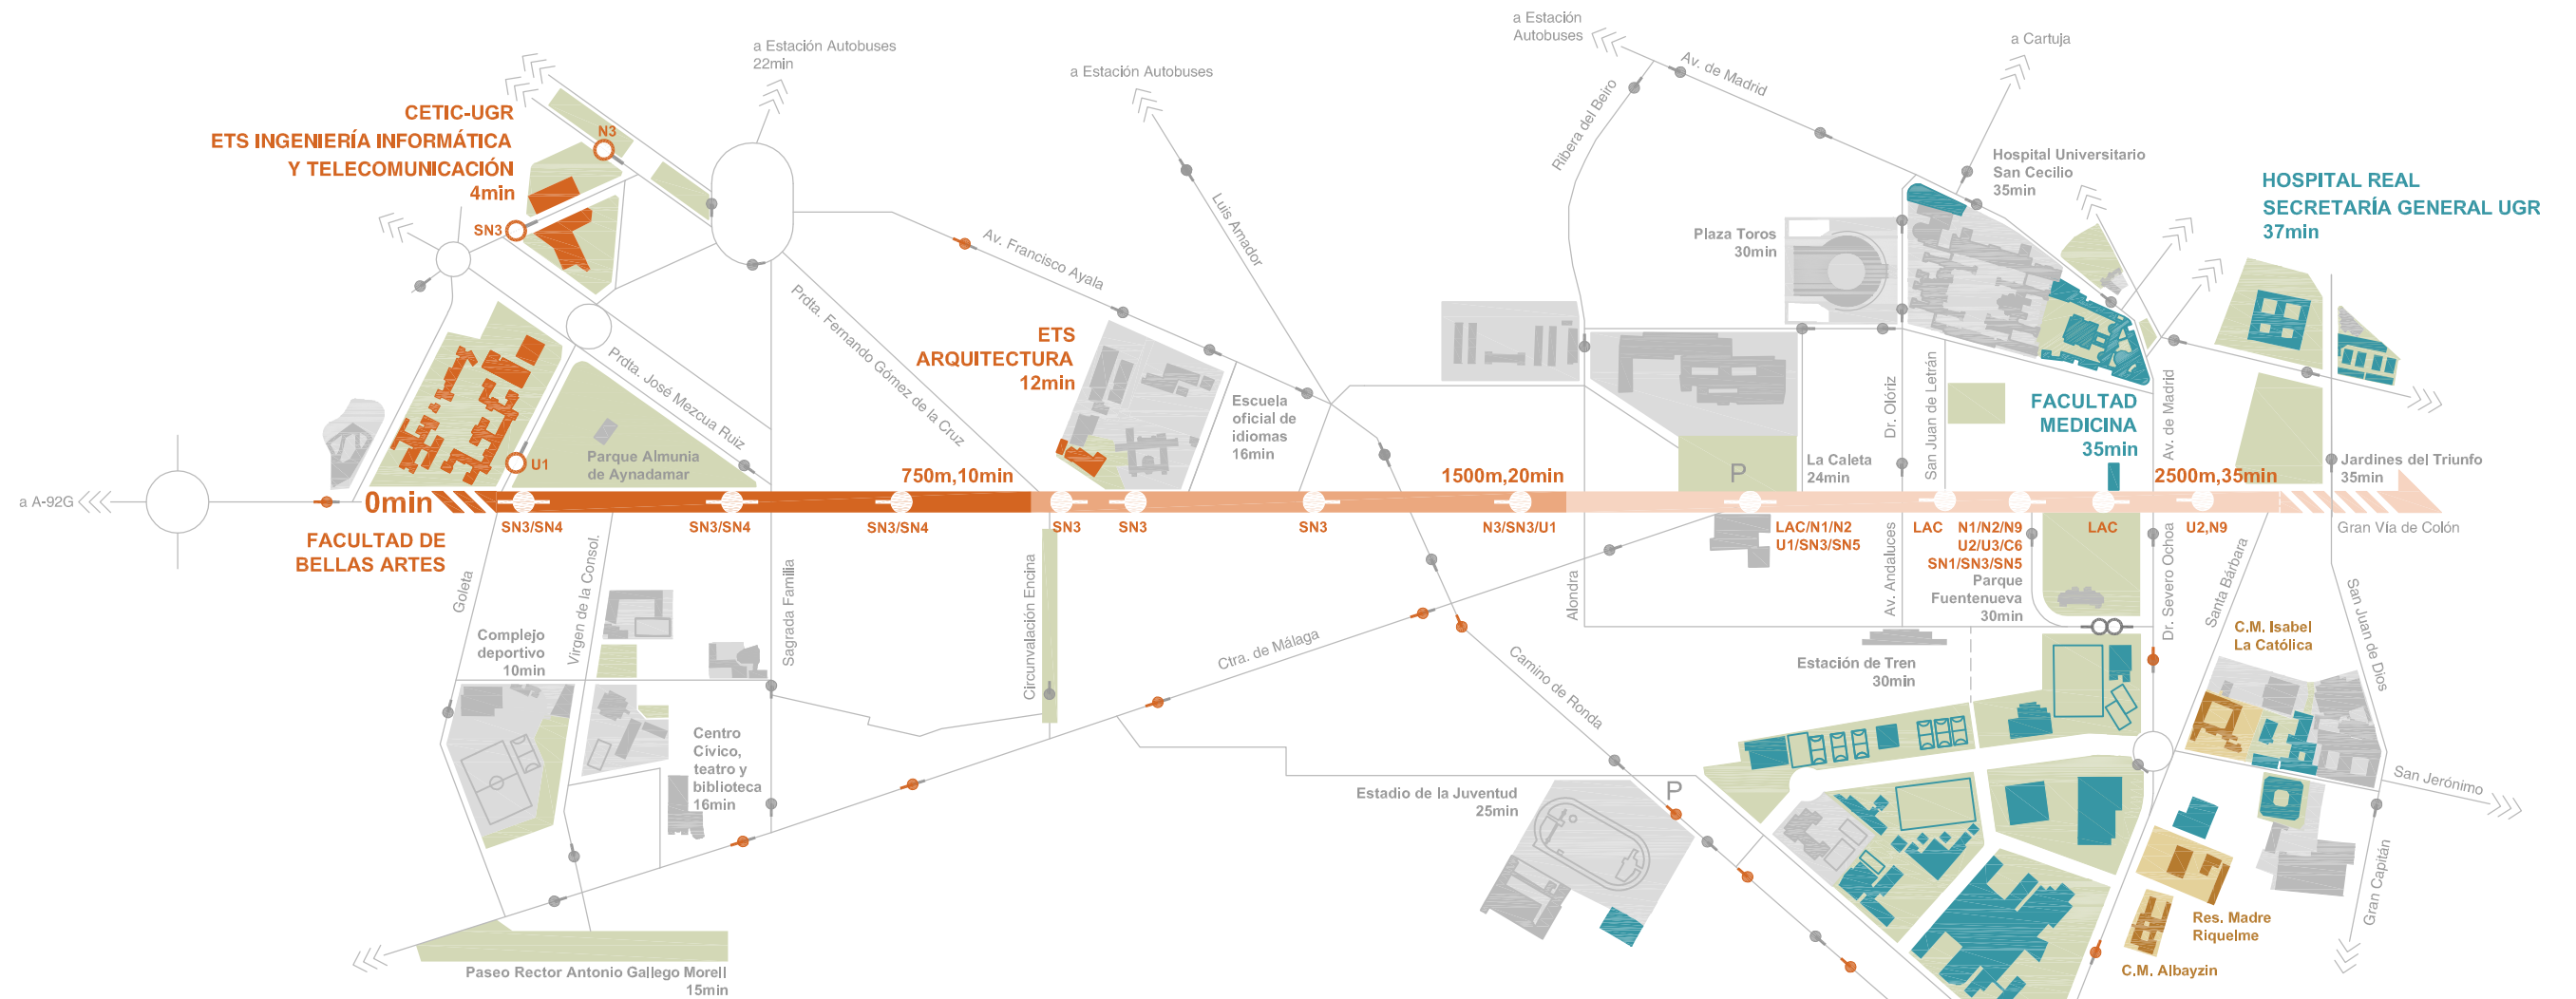 a Estación Autobuses
22min
a Estación Autobuses
a Estación
Autobuses
a Cartuja
Av. de Madrid
Ribera del Beiro
CETIC-UGR
ETS INGENIERÍA INFORMÁTICA
Y TELECOMUNICACIÓN
4min
N3
SN3
Av. Francisco Ayala
Luis Amador
Hospital Universitario
San Cecilio
35min
HOSPITAL REAL
SECRETARÍA GENERAL UGR
37min
Plaza Toros
30min
Prdta. Fernando Gómez de la Cruz
Prdta. José Mezcua Ruiz
ETS
ARQUITECTURA
12min
Escuela
oficial de
idiomas
16min
Dr. Olóriz
San Juan de Letrán
Av. de Madrid
FACULTAD
MEDICINA
35min
U1
Parque Almunia
de Aynadamar
La Caleta
24min
P
Jardines del Triunfo
35min
a A-92G
0min
750m,10min
1500m,20min
2500m,35min
SN3/SN4
SN3/SN4
SN3/SN4
SN3
SN3
SN3
N3/SN3/U1
LAC/N1/N2
U1/SN3/SN5
LAC
N1/N2/N9
U2/U3/C6
SN1/SN3/SN5
LAC
U2,N9
Gran Vía de Colón
FACULTAD DE
BELLAS ARTES
Parque
Fuentenueva
30min
Goleta
Virgen de la Consol.
Sagrada Familia
Circunvalación Encina
Ctra. de Málaga
Camino de Ronda
Alondra
Av. Andaluces
Dr. Severo Ochoa
Santa Bárbara
San Juan de Dios
Complejo
deportivo
10min
C.M. Isabel
La Católica
Estación de Tren
30min
Centro
Cívico,
teatro y
biblioteca
16min
Estadio de la Juventud
25min
P
San Jerónimo
Gran Capitán
Res. Madre
Riquelme
C.M. Albayzin
Paseo Rector Antonio Gallego Morell
15min